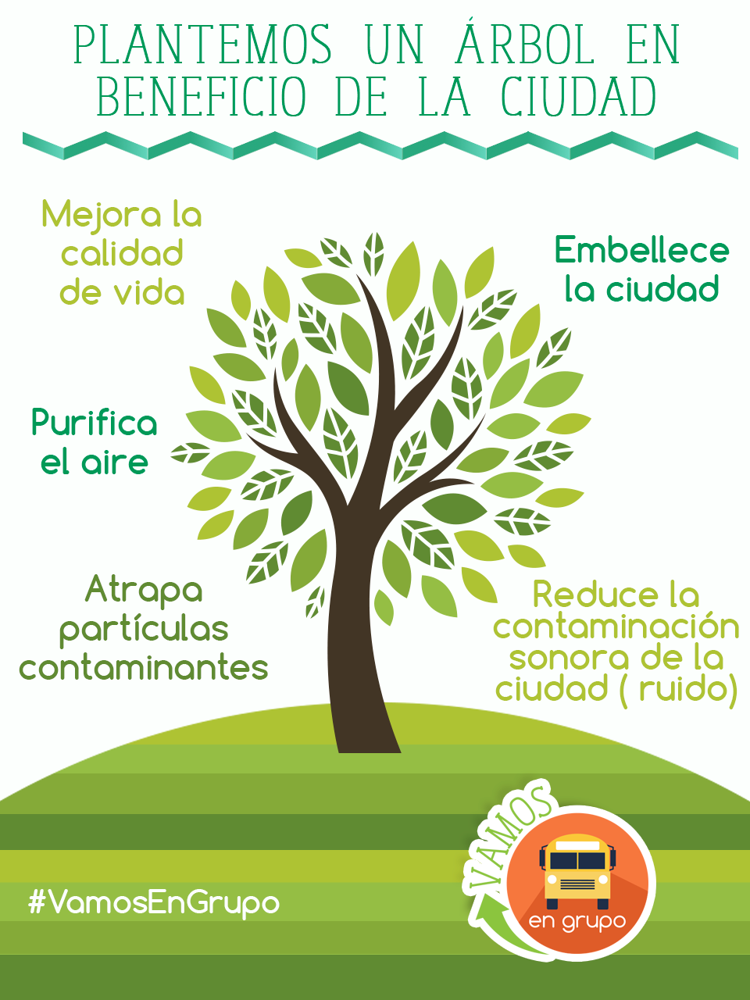 PLANTEMOS UN ÁRBOL EN
BENEFICIO DE LA CIUDAD
Mejora la
calidad
de vida
Embellece
la ciudad
Purifica
el aire
Atrapa
partículas
contaminantes
Reduce la
contaminación
sonora de la
ciudad ( ruido)
#VamosEnGrupo
VAMOS
en grupo